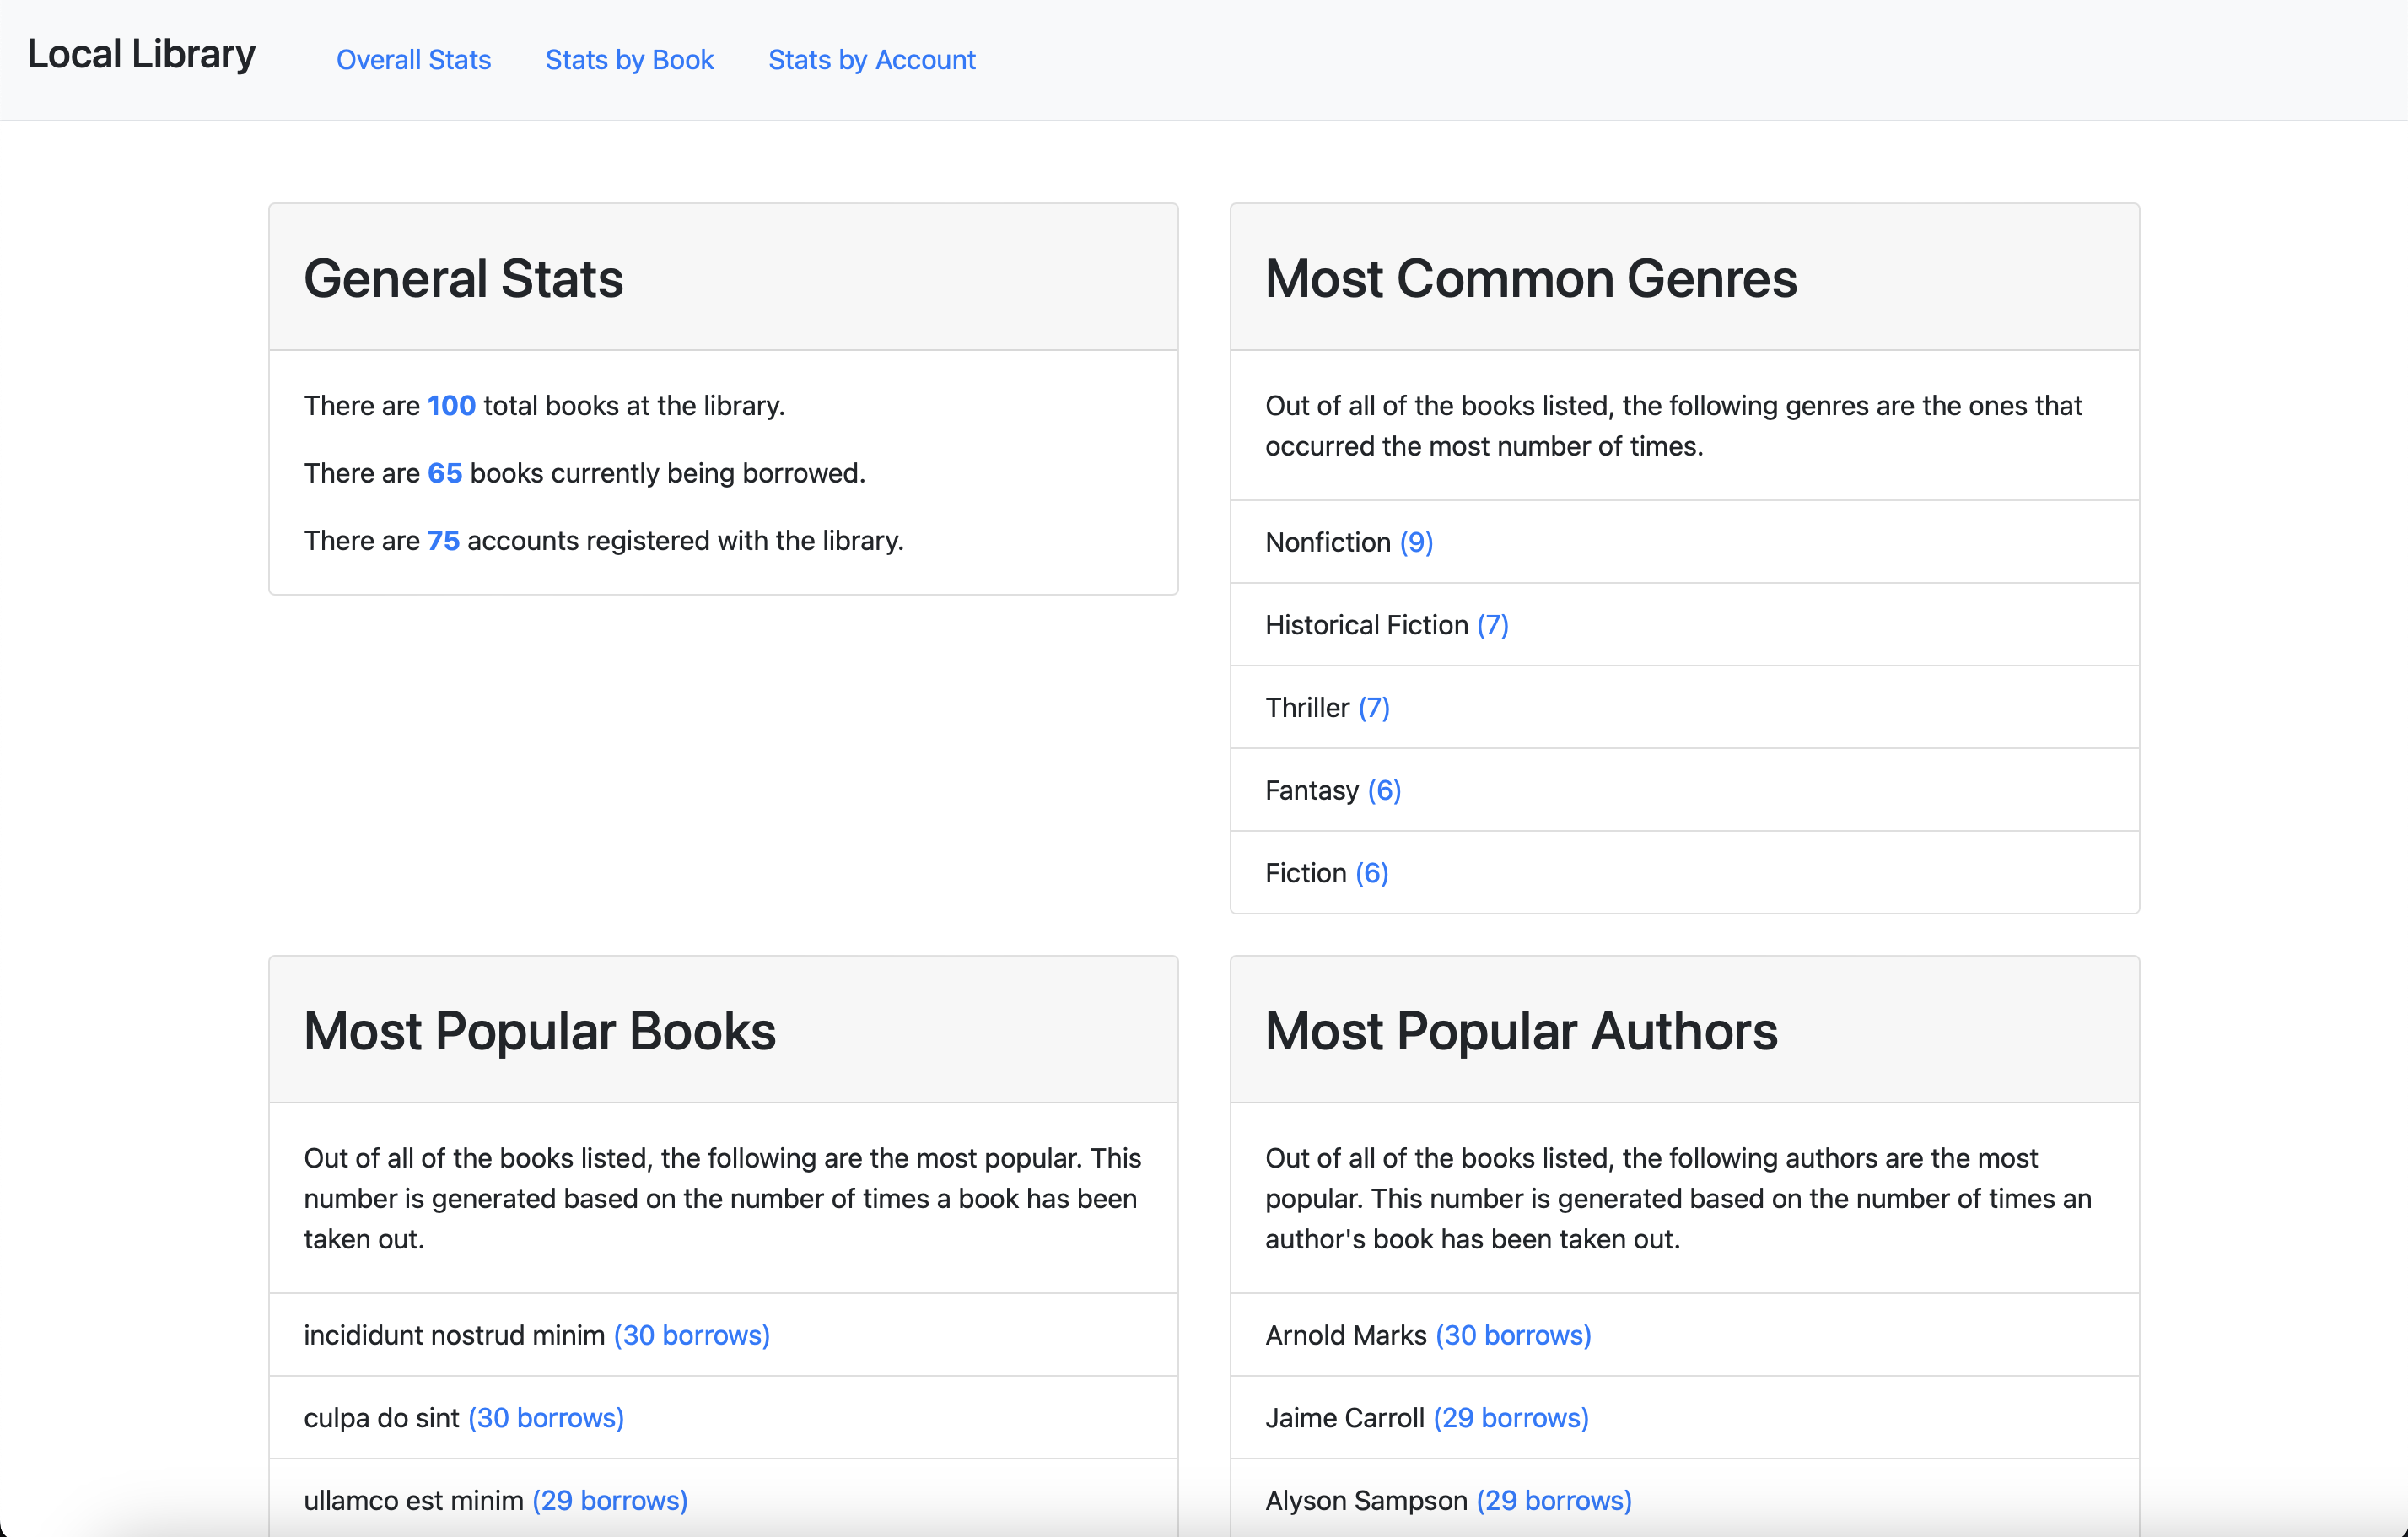 Local Library
Overall Stats
Stats by Book
Stats by Account
General Stats
There are 100 total books at the library.
There are 65 books currently being borrowed.
There are 75 accounts registered with the library.
Most Common Genres
Out of all of the books listed, the following genres are the ones that
occurred the most number of times.
Nonfiction (9)
Historical Fiction (7)
Thriller (7)
Fantasy (6)
Fiction (6)
Most Popular Books
Out of all of the books listed, the following are the most popular. This
number is generated based on the number of times a book has been
taken out.
incididunt nostrud minim (30 borrows)
culpa do sint (30 borrows)
ullamco est minim (29 borrows)
Most Popular Authors
Out of all of the books listed, the following authors are the most
popular. This number is generated based on the number of times an
author's book has been taken out.
Arnold Marks (30 borrows)
Jaime Carroll (29 borrows)
Alyson Sampson (29 borrows)